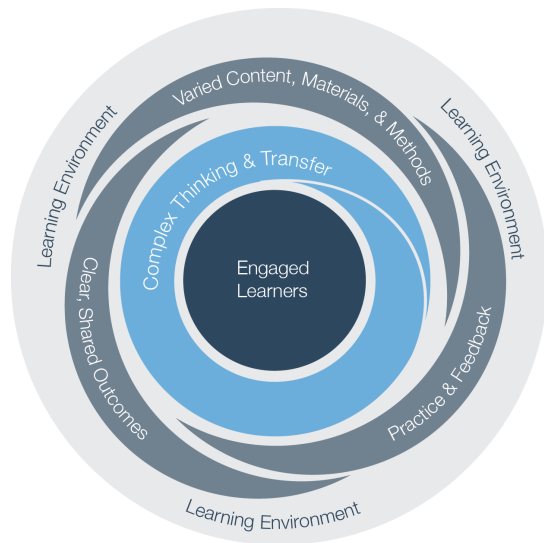 Varied Content, Materials, & Methods
Learning Environment
Learning Environment
Complex Thinking & Transfer
Engaged
Learners
Clear, Shared Outcomes
Practice & Feedback
Learning Environment